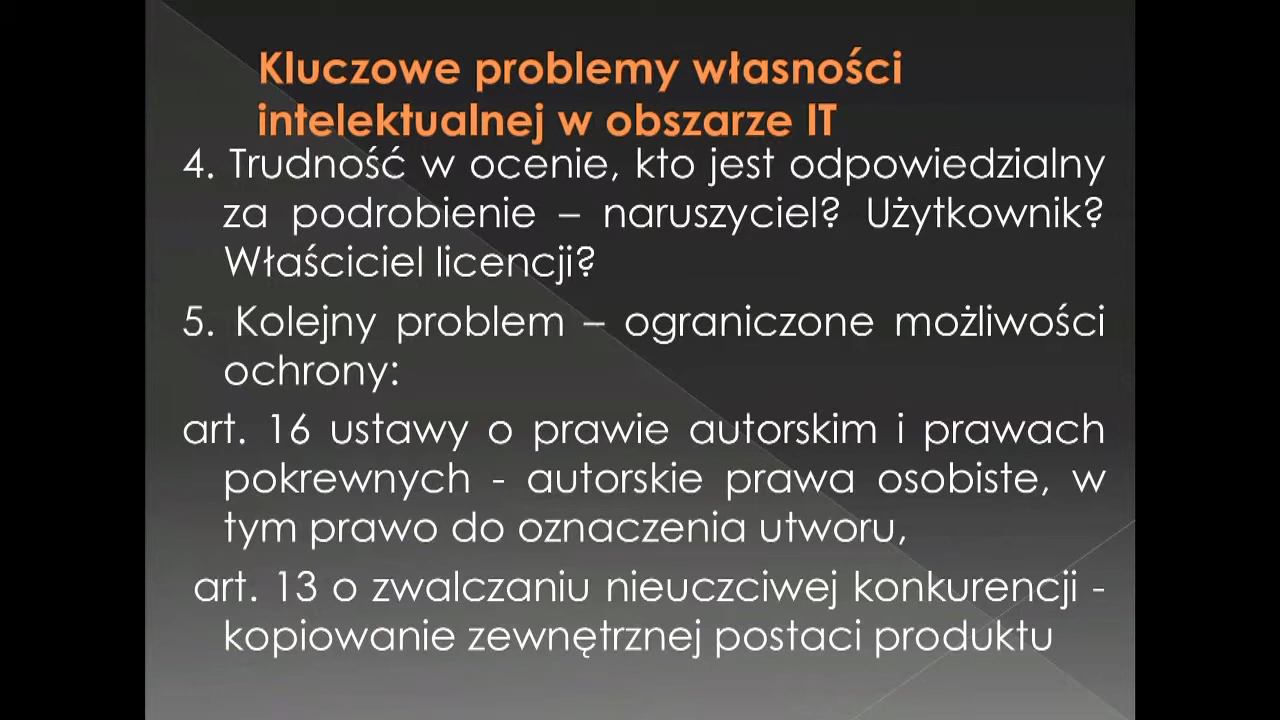 Kluczowe problemy własności
intelektualnej w obszarze IT
4. Trudność w ocenie, kto jest odpowiedzialny
za podrobienie – naruszyciel? Użytkownik?
Właściciel licencji?
5. Kolejny problem – ograniczone możliwości
ochrony:
art. 16 ustawy o prawie autorskim i prawach
pokrewnych - autorskie prawa osobiste, w
tym prawo do oznaczenia utworu,
art. 13 o zwalczaniu nieuczciwej konkurencji -
kopiowanie zewnętrznej postaci produktu